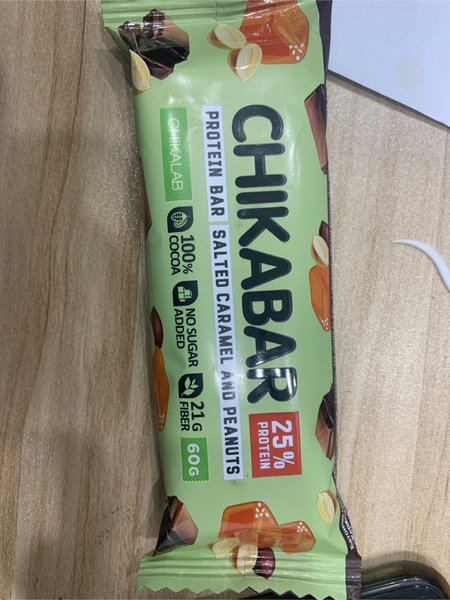 CHIKABAR
25%
PROTEIN
PROTEIN BAR SALTED CARAMEL AND PEANUTS
CHIKALAB
100%
COCOA
NO SUGAR
ADDED
21G
FIBER
60G